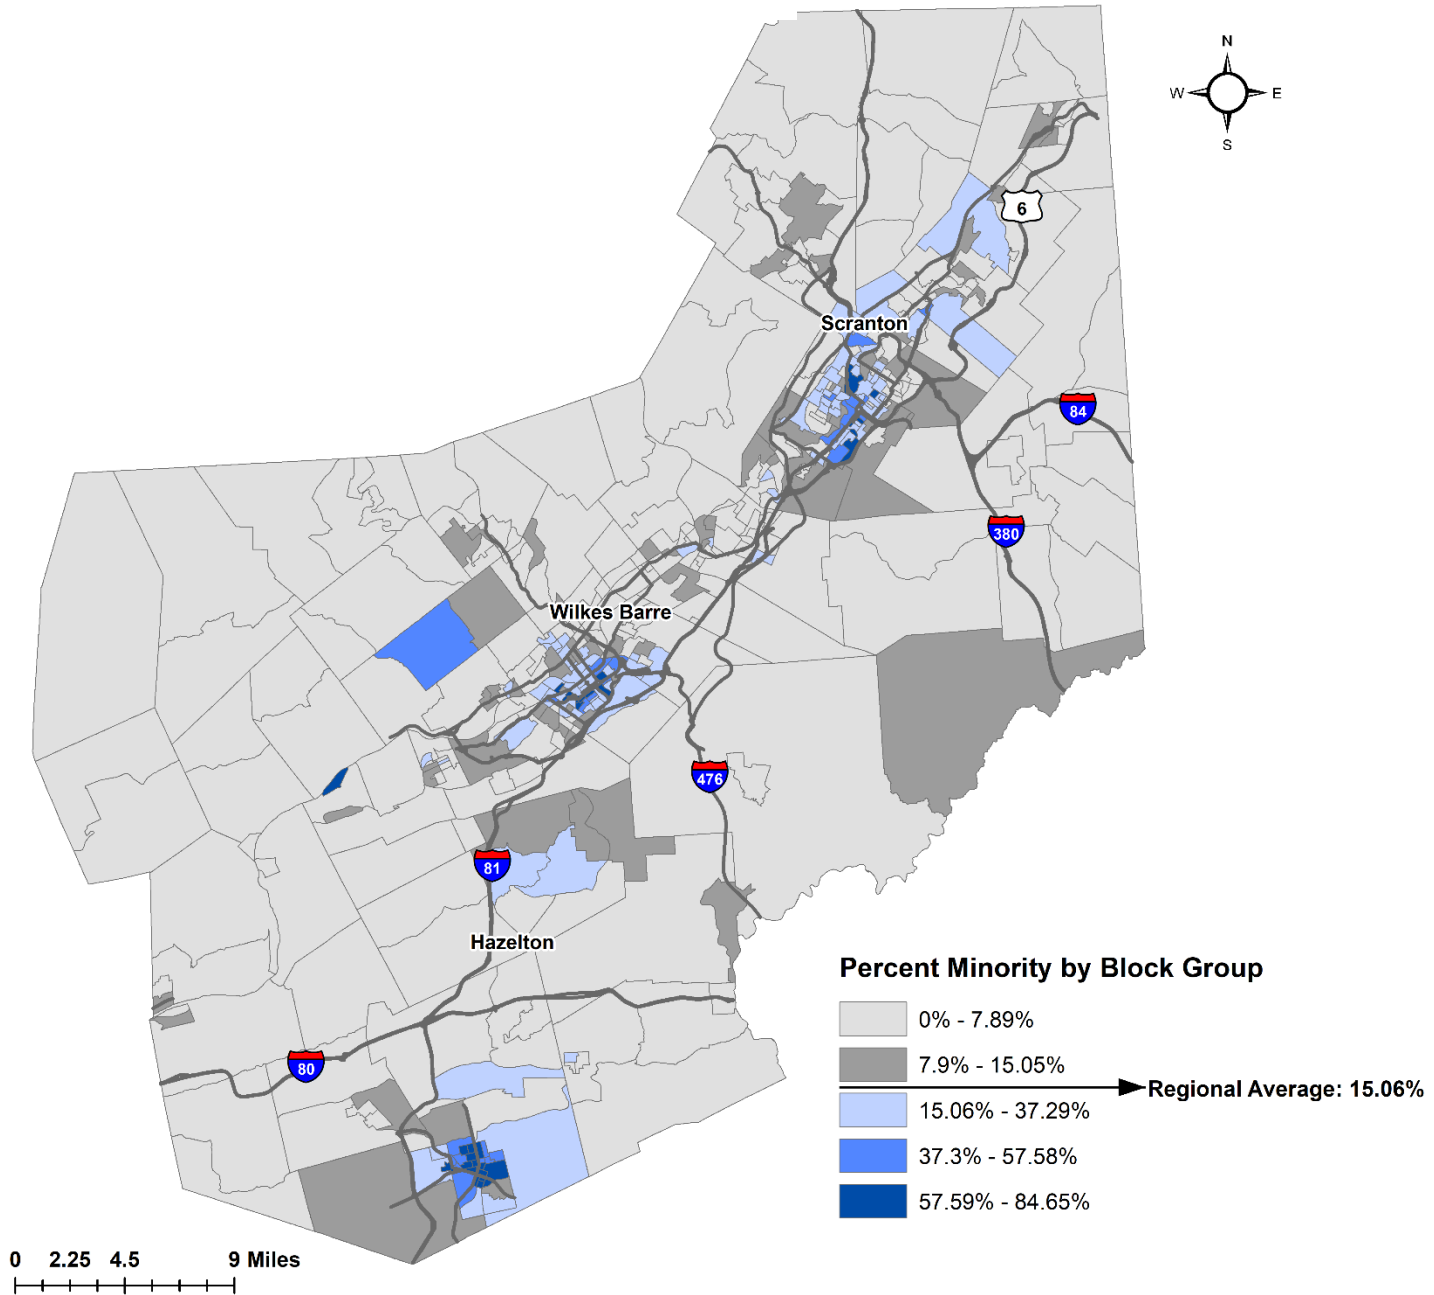 N
W E
S
6
Scranton
84
380
Wilkes Barre
476
81
Hazelton
80
Percent Minority by Block Group
0% - 7.89%
7.9% - 15.05%
Regional Average: 15.06%
15.06% - 37.29%
37.3% - 57.58%
57.59% - 84.65%
0 2.25 4.5 9 Miles